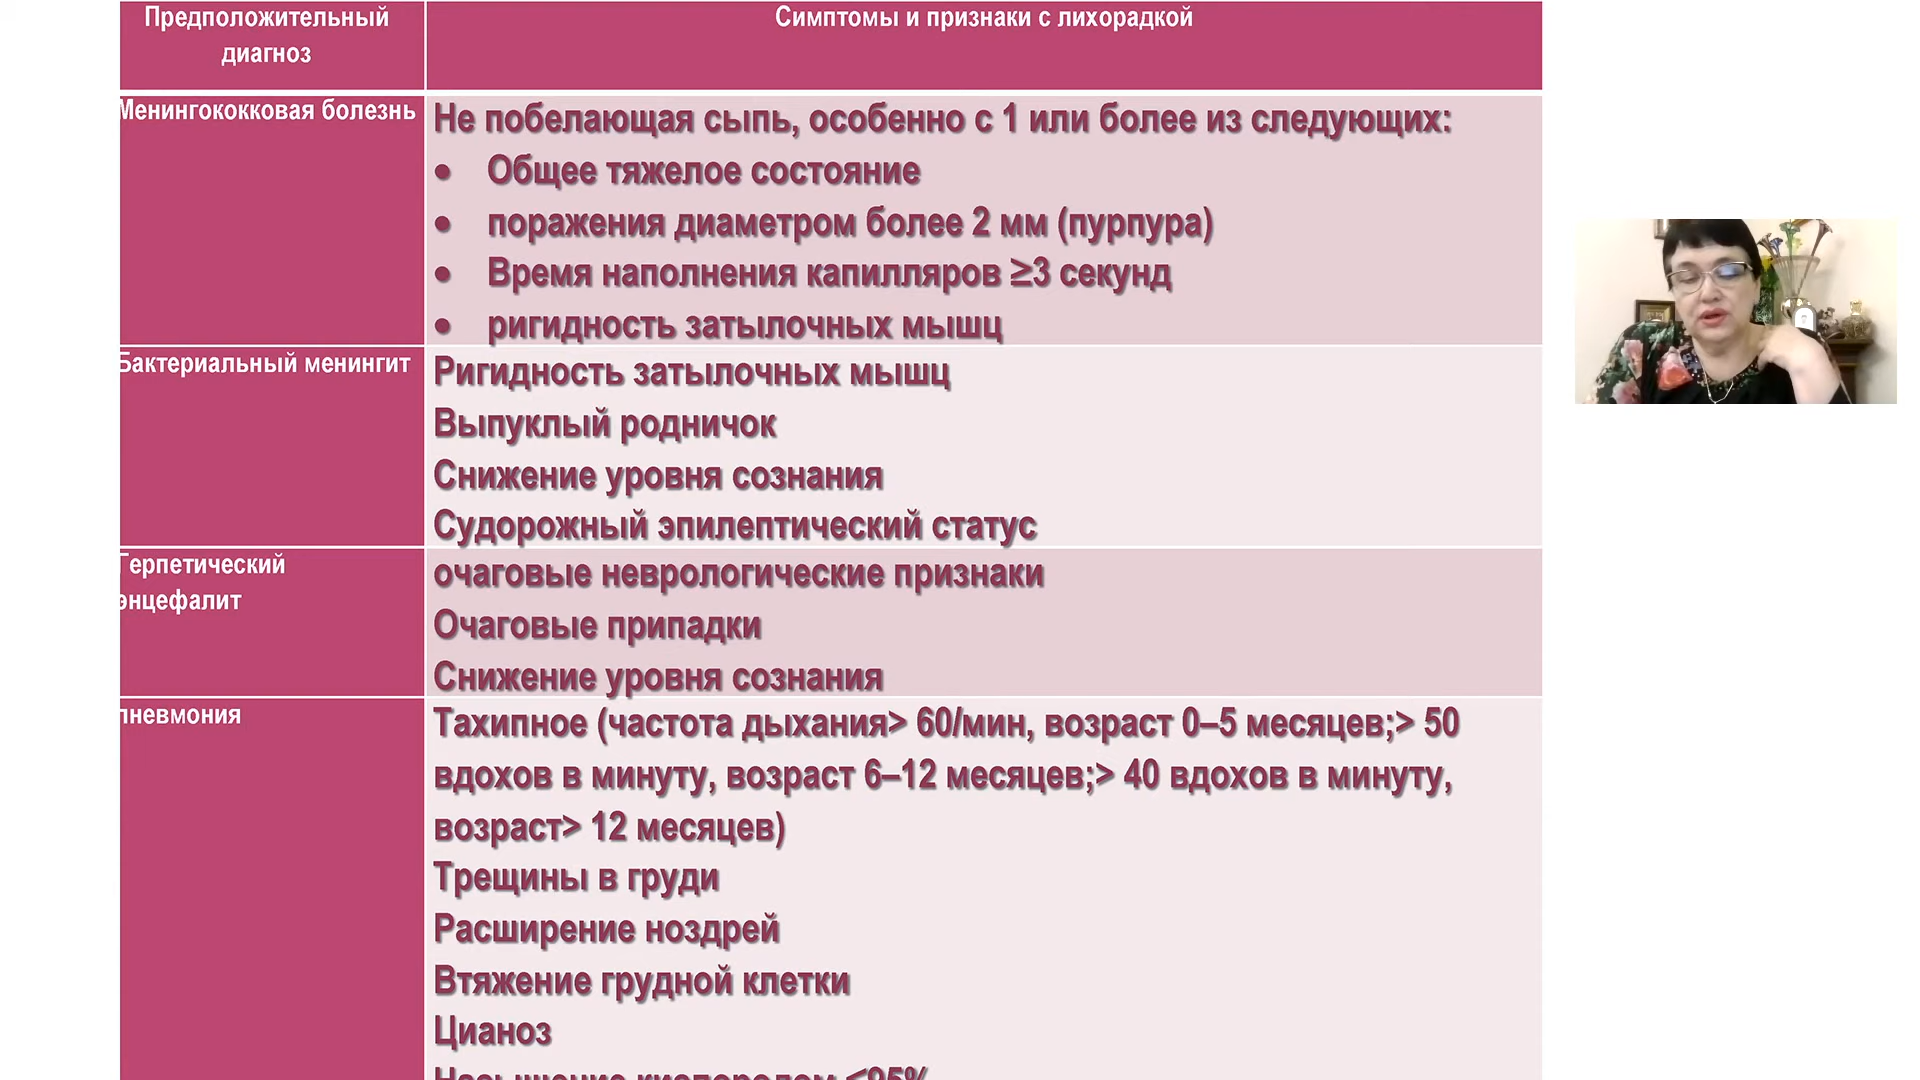 Предположительный
диагноз
Симптомы и признаки с лихорадкой
Менингококковая болезнь
Не побелающая сыпь, особенно с 1 или более из следующих:
• Общее тяжелое состояние
• поражения диаметром более 2 мм (пурпура)
• Время наполнения капилляров ≥3 секунд
• ригидность затылочных мышц
Бактериальный менингит
Ригидность затылочных мышц
Выпуклый родничок
Снижение уровня сознания
Судорожный эпилептический статус
Герпетический
энцефалит
очаговые неврологические признаки
Очаговые припадки
Снижение уровня сознания
пневмония
Тахипное (частота дыхания> 60/мин, возраст 0–5 месяцев;> 50
вдохов в минуту, возраст 6–12 месяцев;> 40 вдохов в минуту,
возраст> 12 месяцев)
Трещины в груди
Расширение ноздрей
Втяжение грудной клетки
Цианоз